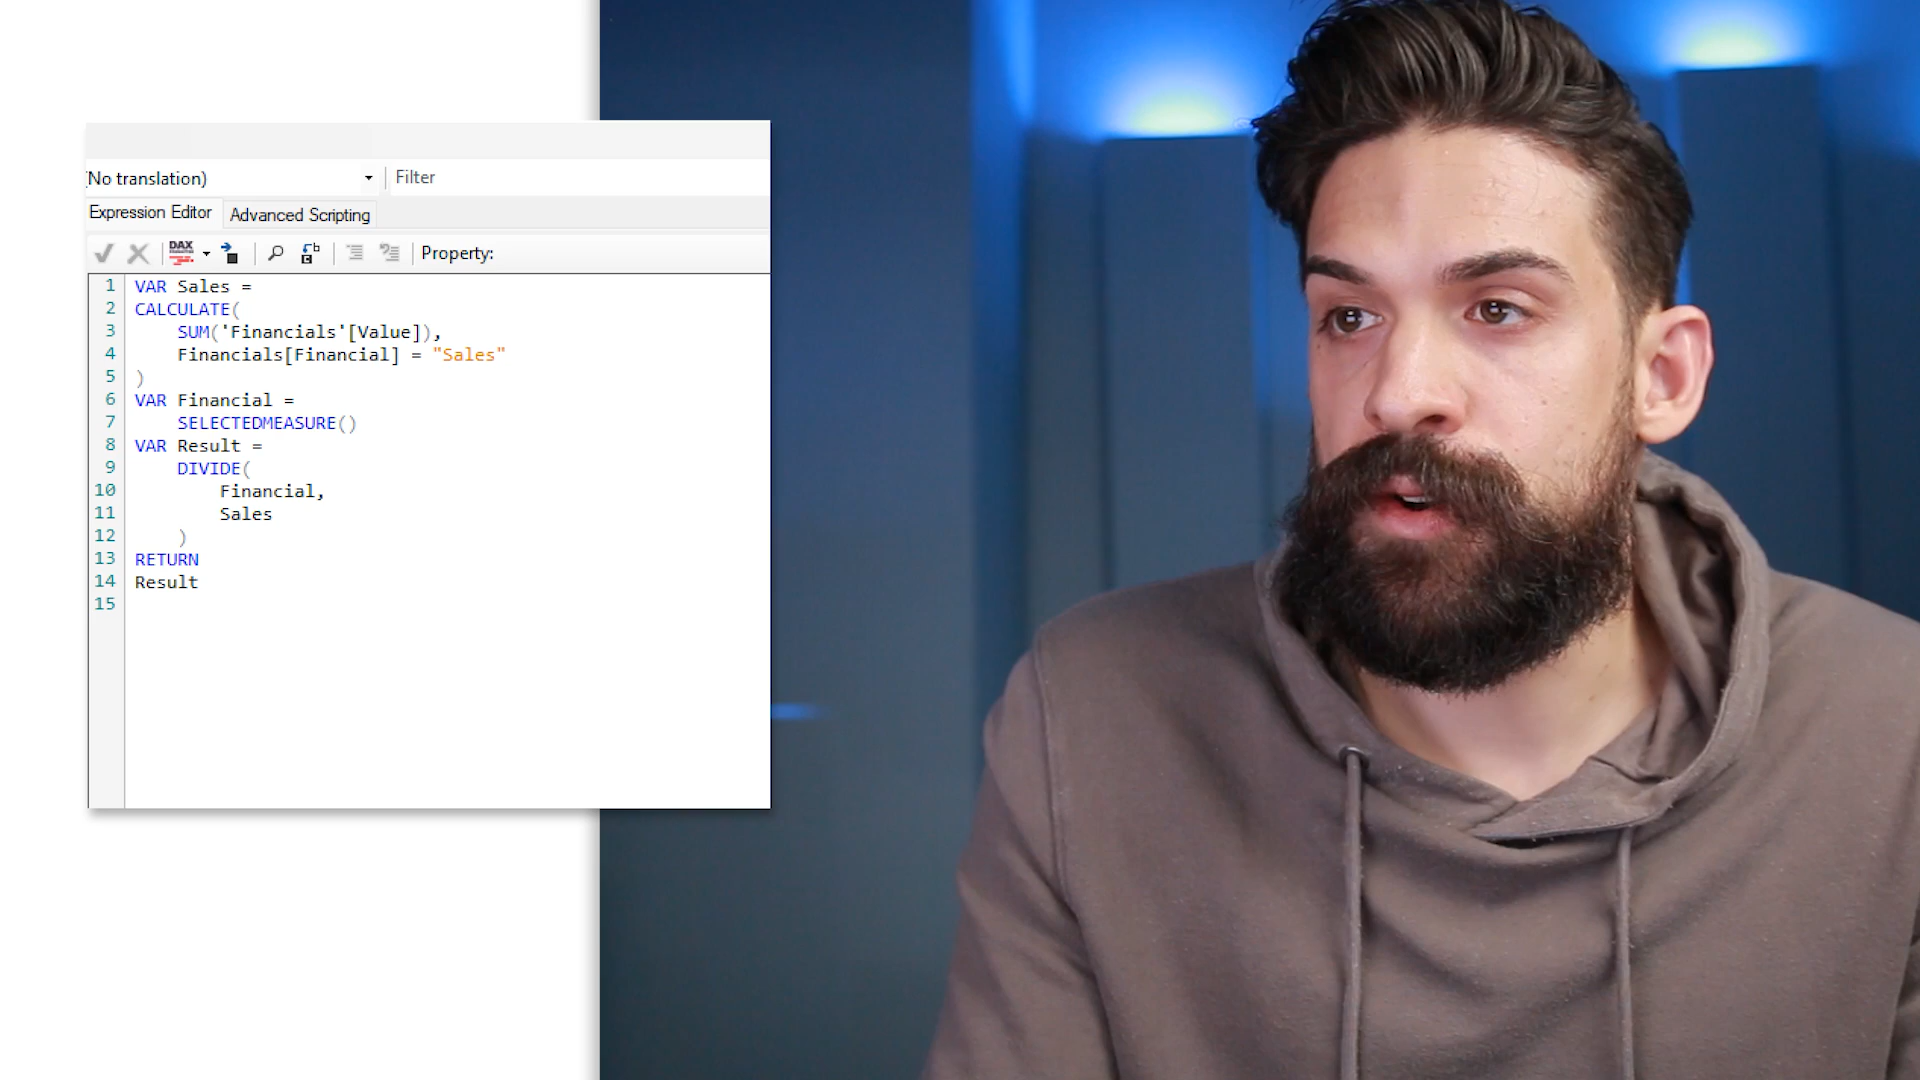 (No translation)
Filter
Expression Editor
Advanced Scripting
DAX
Property:
1 VAR Sales =
2 CALCULATE(
3 SUM('Financials'[Value]),
4 Financials[Financial] = "Sales"
5 )
6 VAR Financial =
7 SELECTEDMEASURE()
8 VAR Result =
9 DIVIDE(
10 Financial,
11 Sales
12 )
13 RETURN
14 Result
15